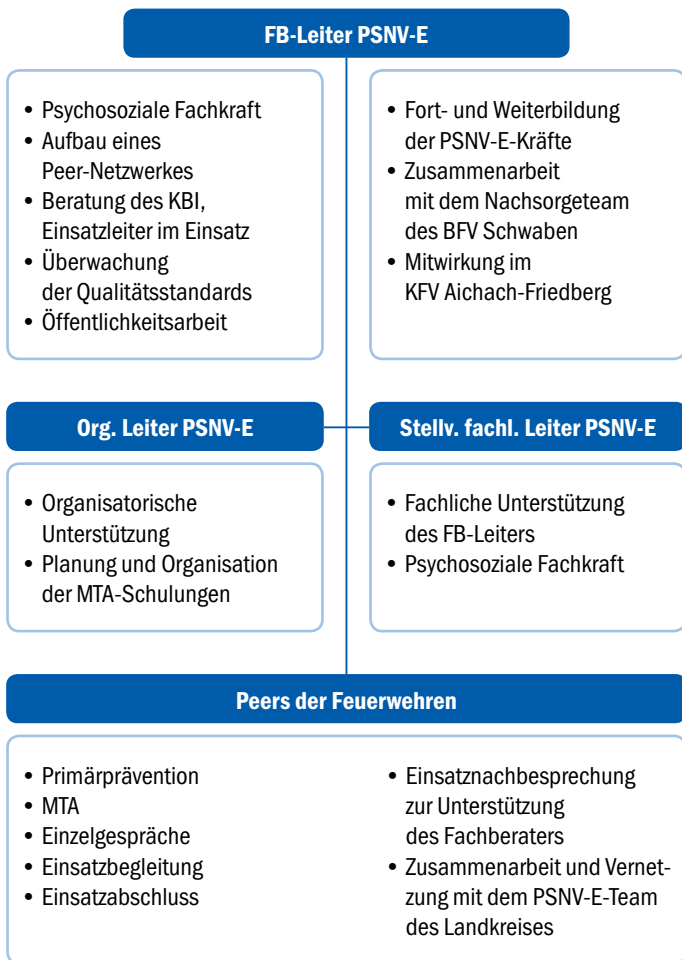 FB-Leiter PSNV-E
• Psychosoziale Fachkraft
• Aufbau eines
Peer-Netzwerkes
• Beratung des KBI,
Einsatzleiter im Einsatz
• Überwachung
der Qualitätsstandards
• Öffentlichkeitsarbeit
• Fort- und Weiterbildung
der PSNV-E-Kräfte
• Zusammenarbeit
mit dem Nachsorgeteam
des BFV Schwaben
• Mitwirkung im
KFV Aichach-Friedberg
Org. Leiter PSNV-E
• Organisatorische
Unterstützung
• Planung und Organisation
der MTA-Schulungen
Stellv. fachl. Leiter PSNV-E
• Fachliche Unterstützung
des FB-Leiters
• Psychosoziale Fachkraft
Peers der Feuerwehren
• Primärprävention
• MTA
• Einzelgespräche
• Einsatzbegleitung
• Einsatzabschluss
• Einsatznachbesprechung
zur Unterstützung
des Fachberaters
• Zusammenarbeit und Vernet-
zung mit dem PSNV-E-Team
des Landkreises